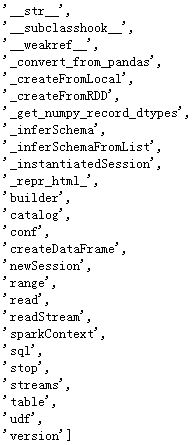 '__str__',
'__subclasshook__',
'__weakref__',
'_convert_from_pandas',
'_createFromLocal',
'_createFromRDD',
'_get_numpy_record_dtypes',
'_inferSchema',
'_inferSchemaFromList',
'_instantiatedSession',
'_repr_html_',
'builder',
'catalog',
'conf',
'createDataFrame',
'newSession',
'range',
'read',
'readStream',
'sparkContext',
'sql',
'stop',
'streams',
'table',
'udf',
'version']